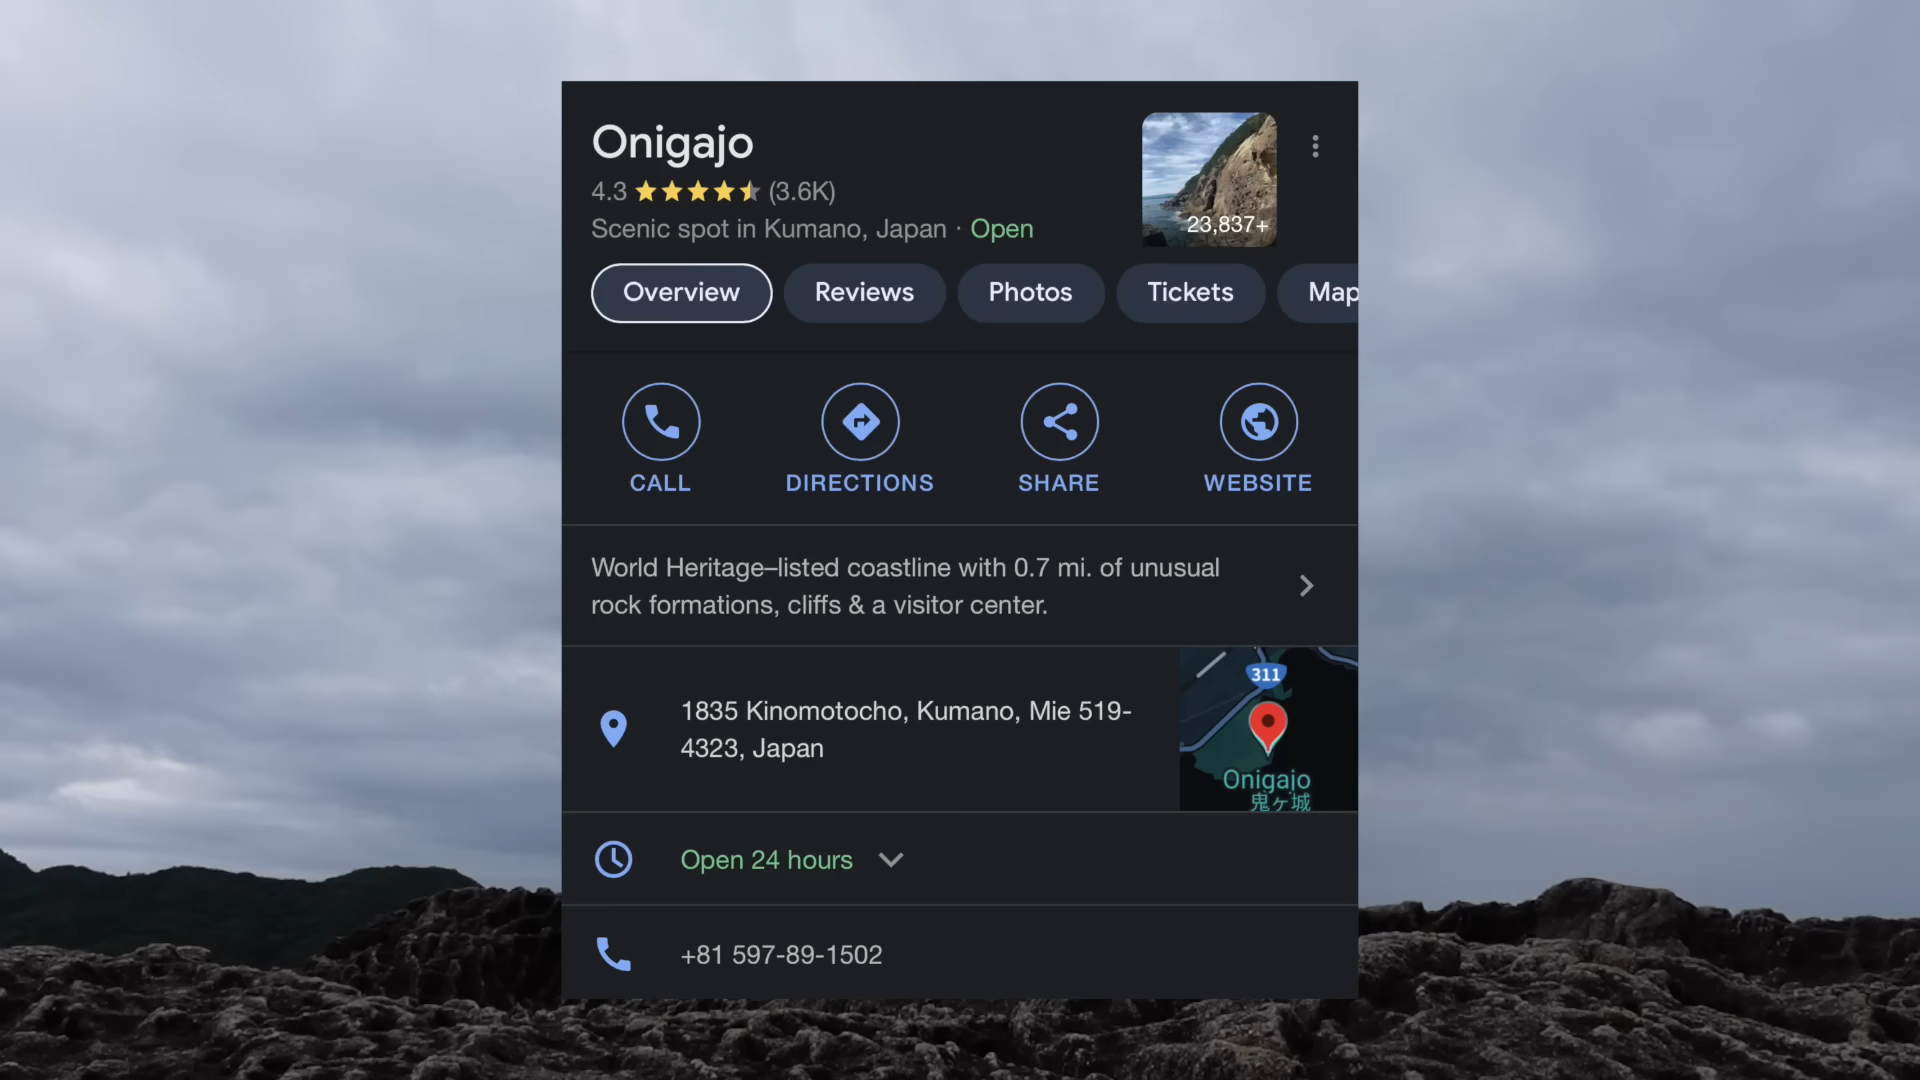 Onigajo
4.3 (3.6K)
Scenic spot in Kumano, Japan · Open
23,837+
Overview
Reviews
Photos
Tickets
Map
CALL
DIRECTIONS
SHARE
WEBSITE
World Heritage–listed coastline with 0.7 mi. of unusual
rock formations, cliffs & a visitor center.
1835 Kinomotocho, Kumano, Mie 519-
4323, Japan
311
Onigajo
鬼ヶ城
Open 24 hours
+81 597-89-1502